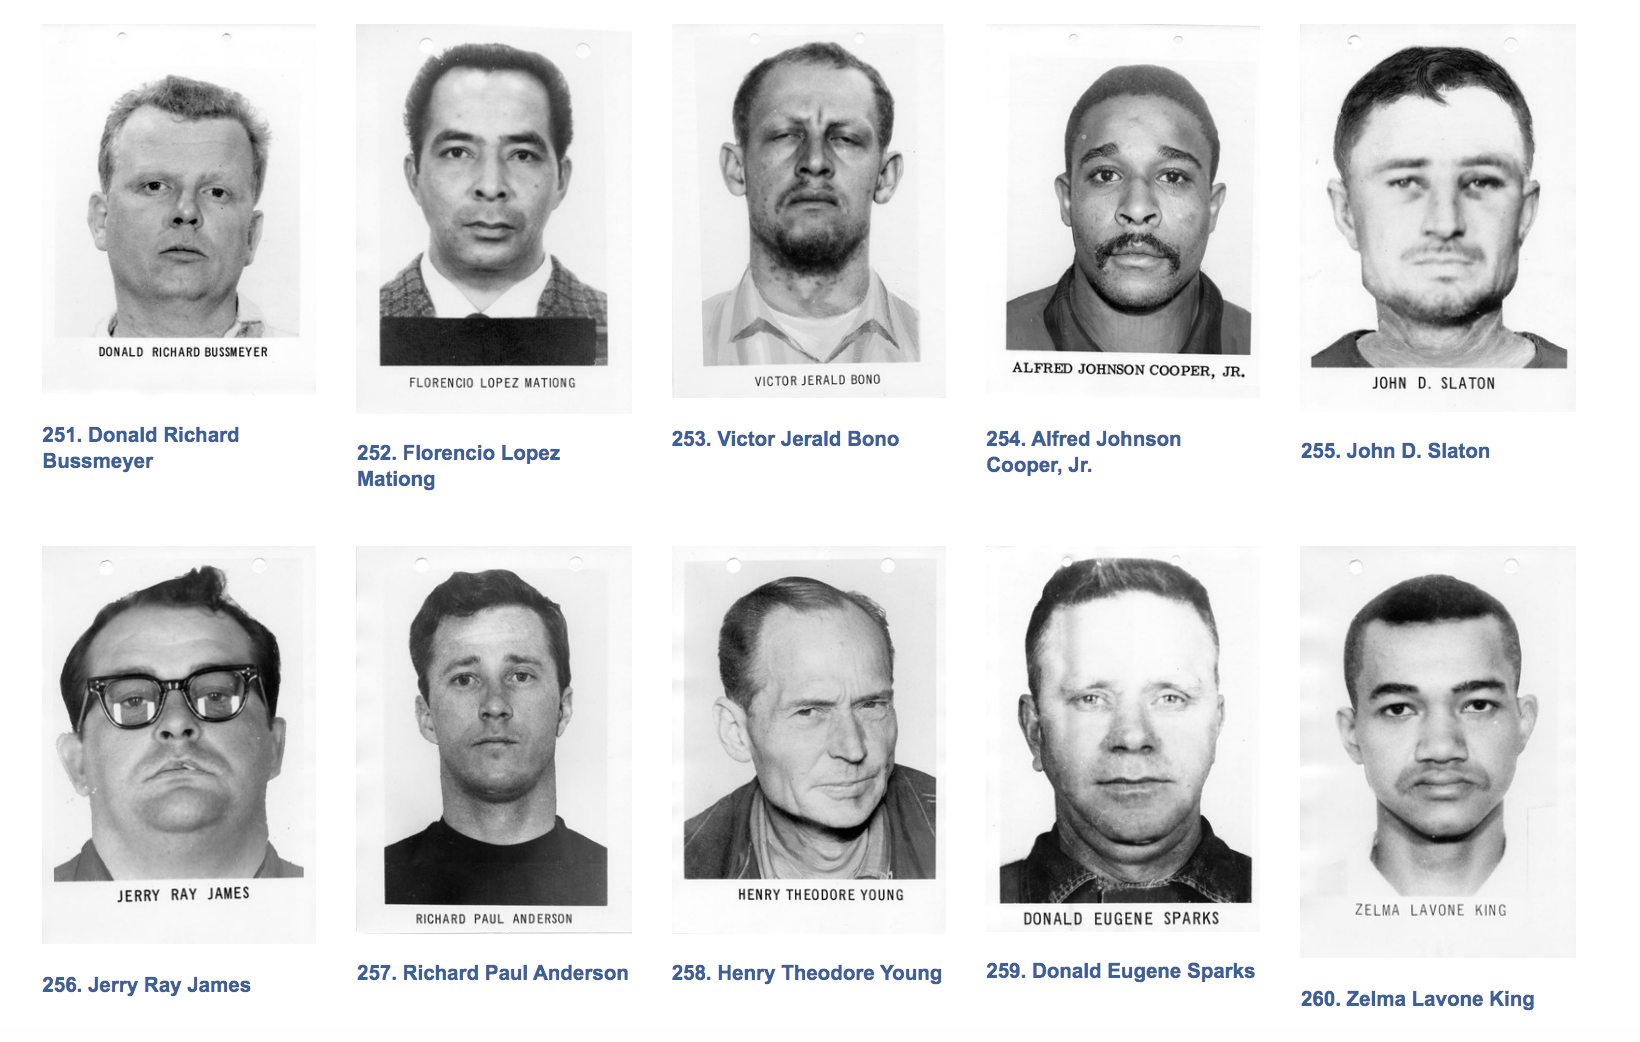 DONALD RICHARD BUSSMEYER
FLORENCIO LOPEZ MATIONG
VICTOR JERALD BONO
ALFRED JOHNSON COOPER, JR.
JOHN D. SLATON
251. Donald Richard
Bussmeyer
252. Florencio Lopez
Mationg
253. Victor Jerald Bono
254. Alfred Johnson
Cooper, Jr.
255. John D. Slaton
JERRY RAY JAMES
RICHARD PAUL ANDERSON
HENRY THEODORE YOUNG
DONALD EUGENE SPARKS
ZELMA LAVONE KING
256. Jerry Ray James
257. Richard Paul Anderson
258. Henry Theodore Young
259. Donald Eugene Sparks
260. Zelma Lavone King